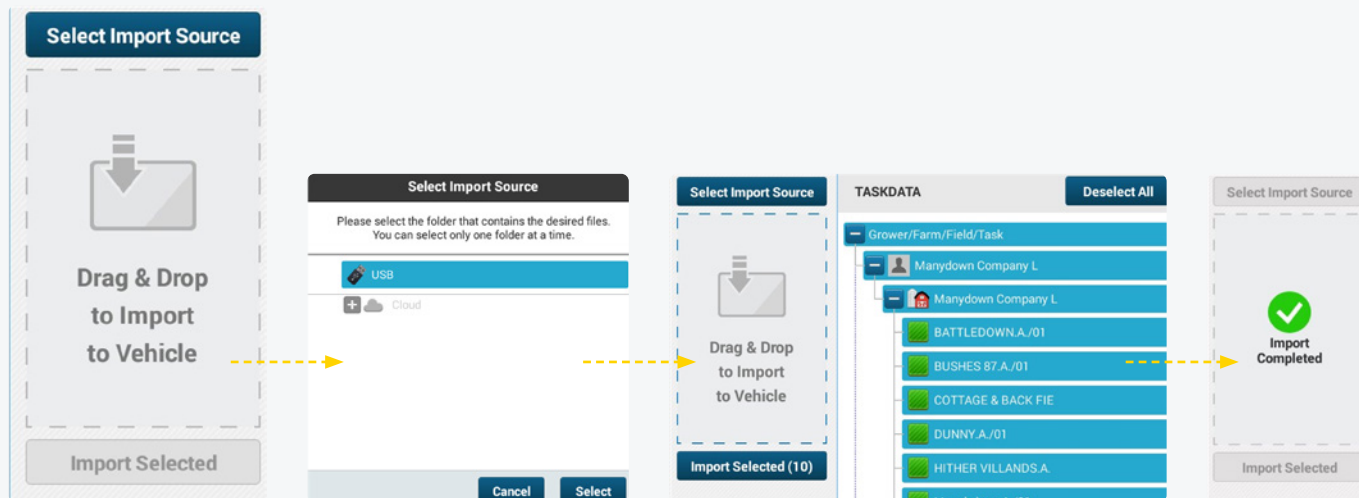 Select Import Source
Drag & Drop
to Import
to Vehicle
Import Selected
Select Import Source
Please select the folder that contains the desired files.
You can select only one folder at a time.
USB
Cloud
Cancel
Select
Select Import Source
Drag & Drop
to Import
to Vehicle
Import Selected (10)
TASKDATA
Deselect All
Grower/Farm/Field/Task
Manydown Company L
Manydown Company L
BATTLEDOWN.A./01
BUSHES 87.A./01
COTTAGE & BACK FIE
DUNNY.A./01
HITHER VILLANDS.A.
Select Import Source
Import
Completed
Import Selected